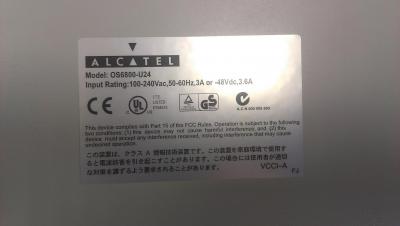 ALCATEL
Model: OS6800-U24
Input Rating:100-240Vac,50-60Hz,3A or -48Vdc,3.6A
CE
UL
LISTED
GS
This device complies with Part 15 of the FCC Rules. Operation is subject to the following
two conditions: (1) This device may not cause harmful interference, and (2) this device
must accept any interference received, including interference that may cause
undesired operation.
この装置は、クラスＡ情報技術装置です。この装置を家庭環境で使用
すると電波妨害を引き起こすことがあります。この場合には使用者が適切
な対策を講ずるよう要求されることがあります。
VCCI-A